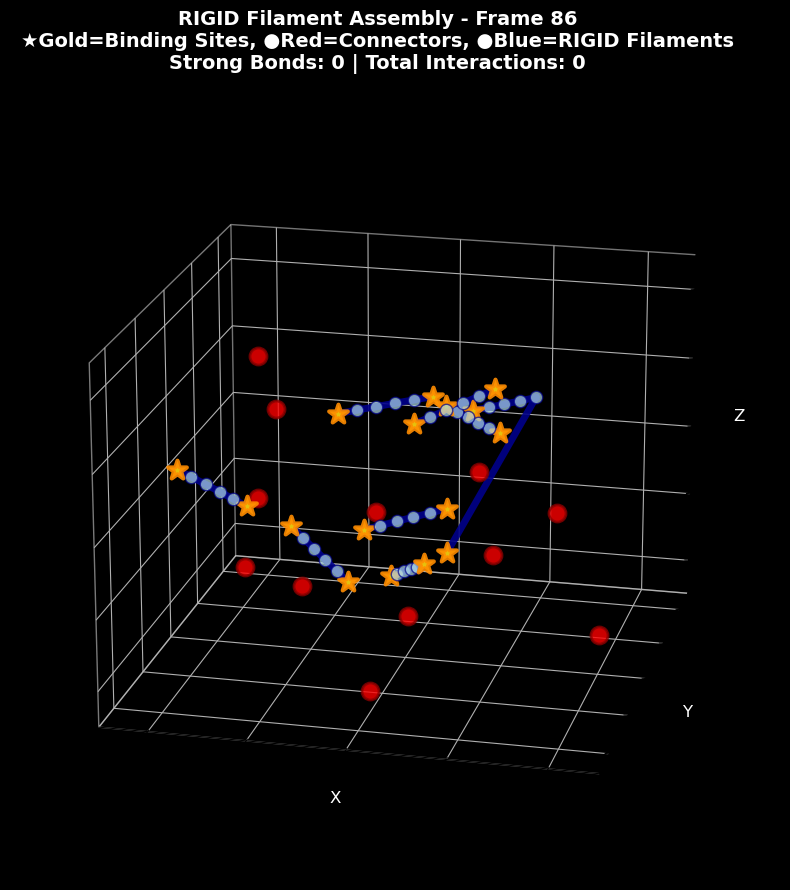 RIGID Filament Assembly - Frame 86
★Gold=Binding Sites, ●Red=Connectors, ●Blue=RIGID Filaments
Strong Bonds: 0 | Total Interactions: 0
Z
Y
X